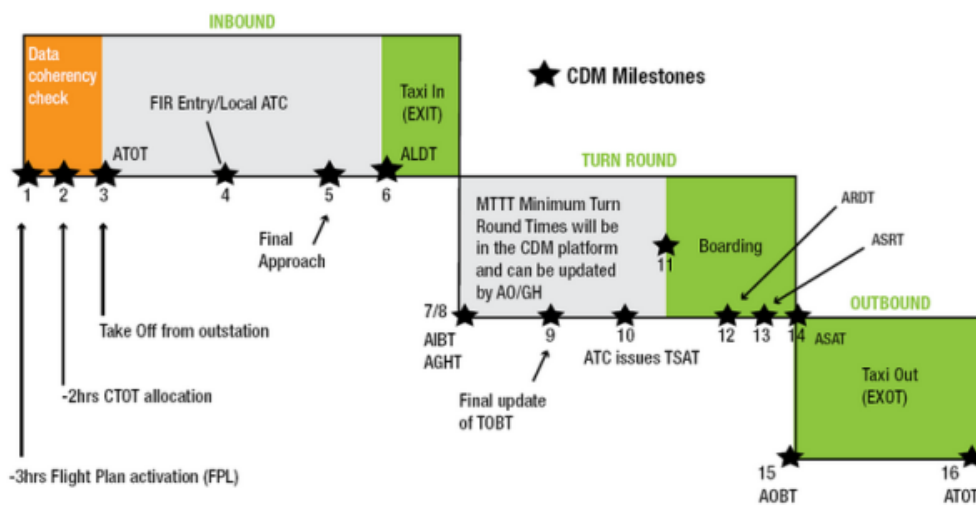 INBOUND
Data
coherency
check
FIR Entry/Local ATC
Taxi In
(EXIT)
CDM Milestones
ATOT
ALDT
1
2
3
4
5
6
TURN ROUND
Final
Approach
MTTT Minimum Turn
Round Times will be
in the CDM platform
and can be updated
by AO/GH
11
Boarding
ARDT
ASRT
Take Off from outstation
7/8
AIBT
AGHT
9
10
12
13
14
ATC issues TSAT
OUTBOUND
ASAT
-2hrs CTOT allocation
Final update
of TOBT
Taxi Out
(EXOT)
-3hrs Flight Plan activation (FPL)
15
AOBT
16
ATOT